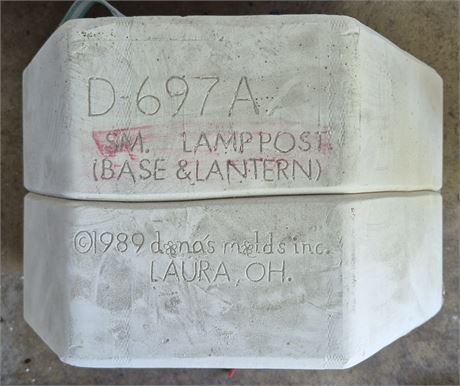 D-697A
SM. LAMPPOST
(BASE & LANTERN)
©1989 dona's molds inc.
LAURA, OH.